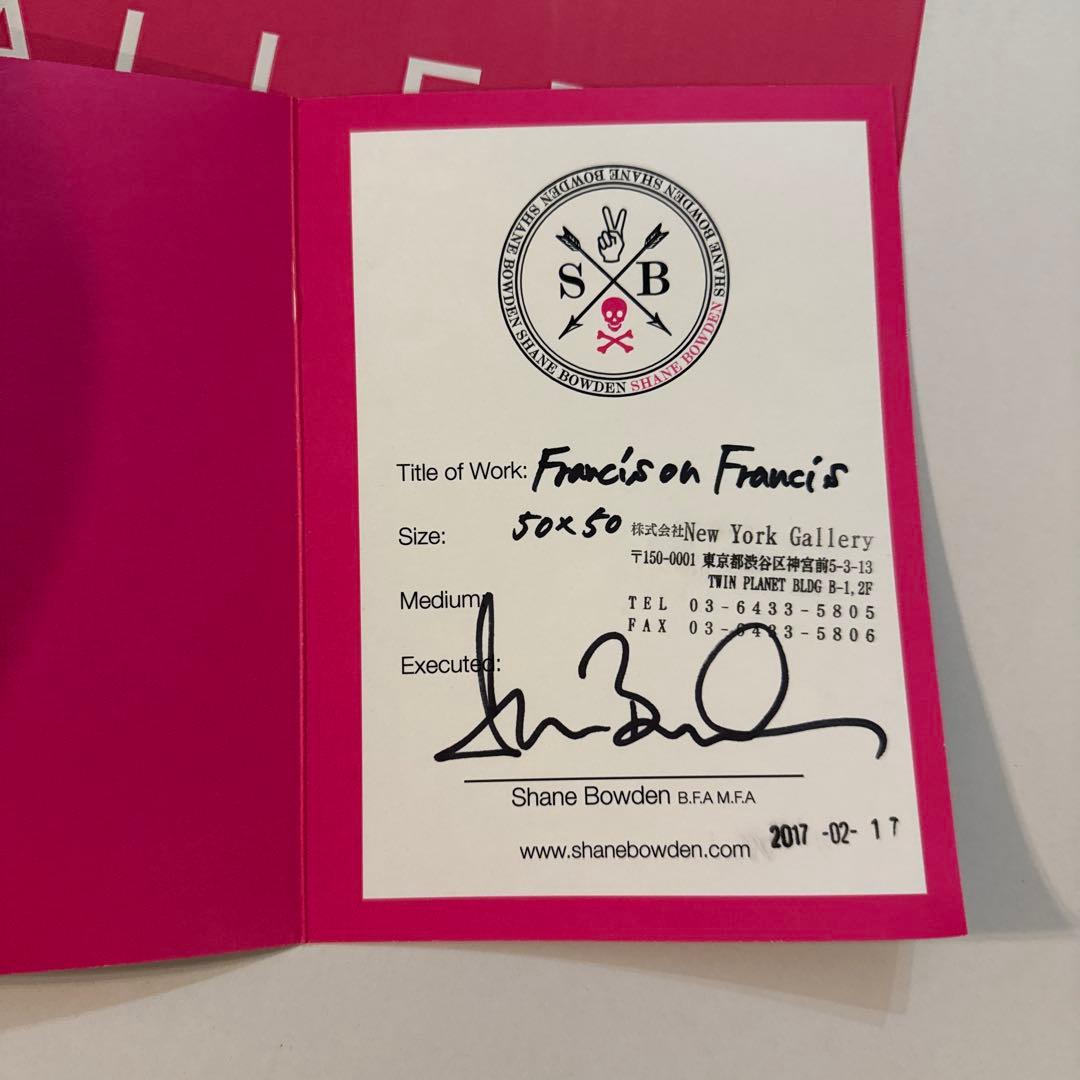 SHANE BOWDEN SHANE BOWDEN SHANE BOWDEN SHANE BOWDEN SHANE BOWDEN
S B
Title of Work: Francis on Francis
Size: 50x50
株式会社New York Gallery
〒150-0001 東京都渋谷区神宮前5-3-13
TWIN PLANET BLDG B-1,2F
Medium:
TEL 03-6433-5805
FAX 03-6433-5806
Executed:
Shane Bowden B.F.A M.F.A
www.shanebowden.com
2017 -02- 17